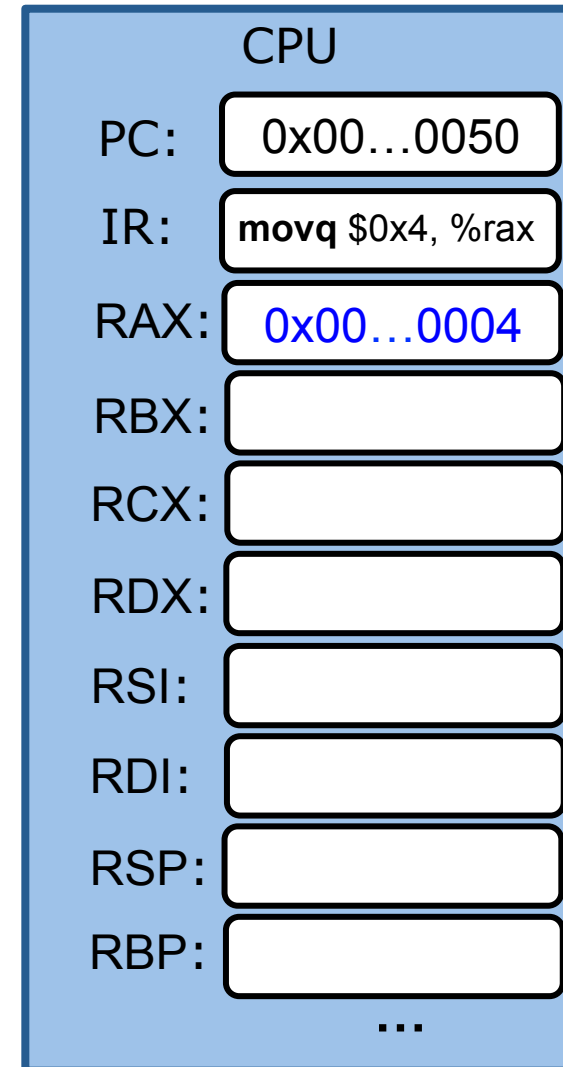 CPU
PC: 0x00…0050
IR: movq $0x4, %rax
RAX: 0x00…0004
RBX:
RCX:
RDX:
RSI:
RDI:
RSP:
RBP:
…